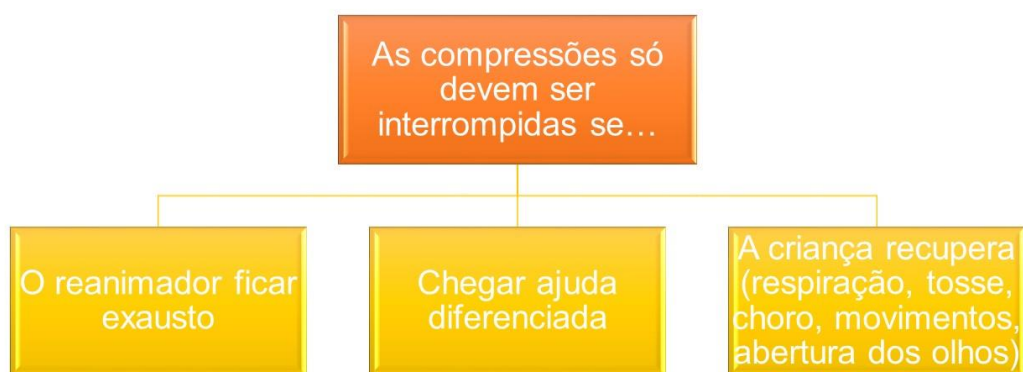 As compressões só
devem ser
interrompidas se…
O reanimador ficar
exausto
Chegar ajuda
diferenciada
A criança recupera
(respiração, tosse,
choro, movimentos,
abertura dos olhos)